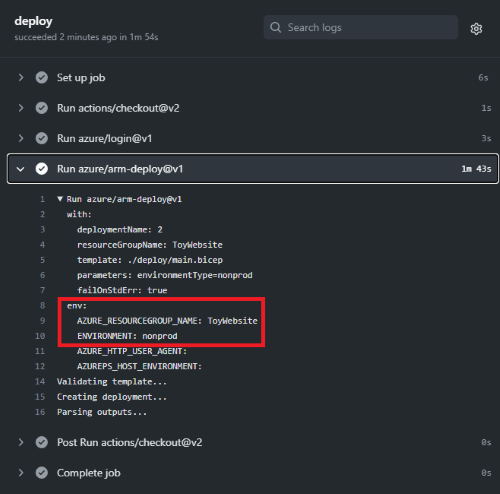 deploy
succeeded 2 minutes ago in 1m 54s
Search logs
Set up job 6s
Run actions/checkout@v2 1s
Run azure/login@v1 3s
Run azure/arm-deploy@v1 1m 43s
1 ▼ Run azure/arm-deploy@v1
2 with:
3 deploymentName: 2
4 resourceGroupName: ToyWebsite
5 template: ./deploy/main.bicep
6 parameters: environmentType=nonprod
7 failOnStdErr: true
8 env:
9 AZURE_RESOURCEGROUP_NAME: ToyWebsite
10 ENVIRONMENT: nonprod
11 AZURE_HTTP_USER_AGENT:
12 AZUREPS_HOST_ENVIRONMENT:
14 Validating template...
15 Creating deployment...
16 Parsing outputs...
Post Run actions/checkout@v2 0s
Complete job 0s